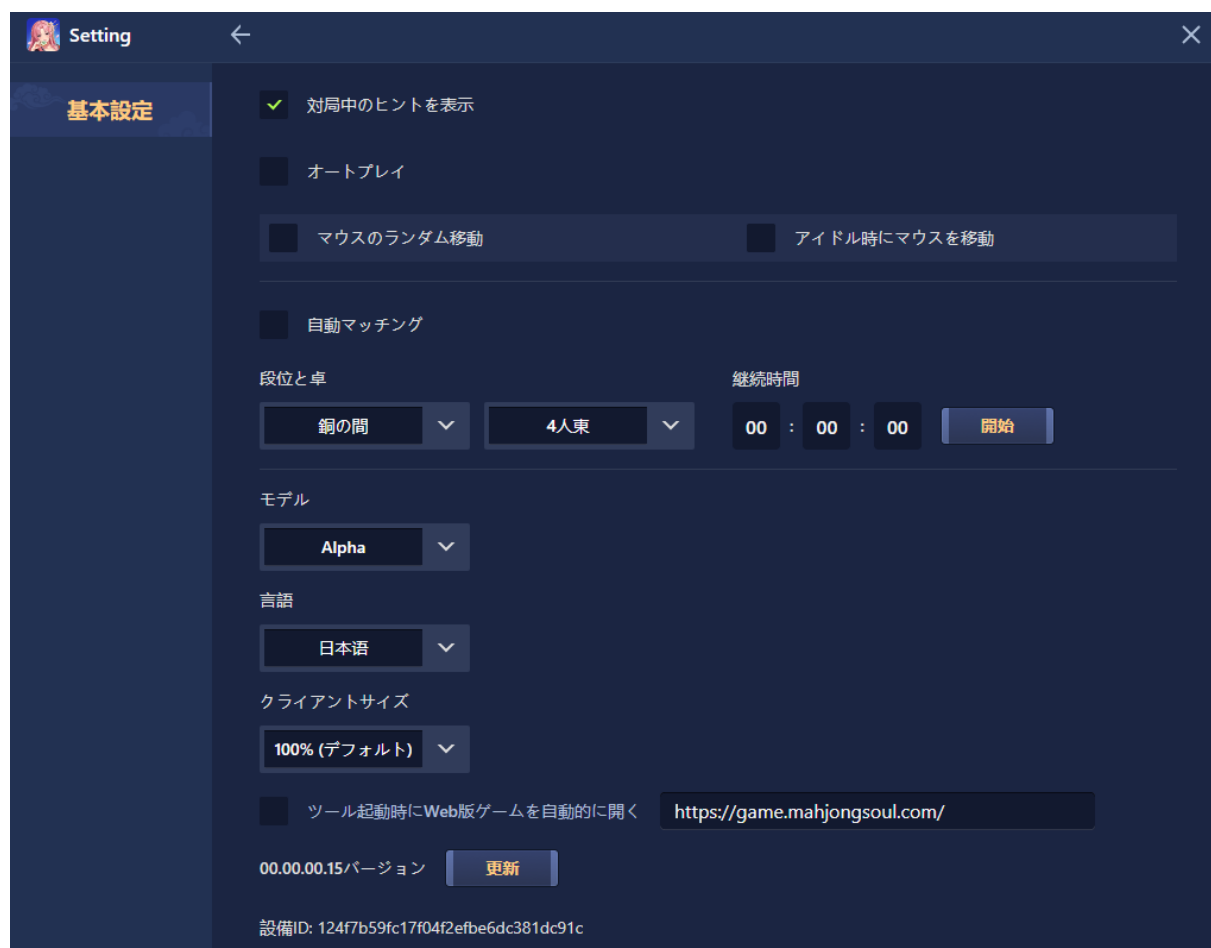 Setting
基本設定
対局中のヒントを表示
オートプレイ
マウスのランダム移動 アイドル時にマウスを移動
自動マッチング
段位と卓 継続時間
銅の間 4人東 00 : 00 : 00 開始
モデル
Alpha
言語
日本语
クライアントサイズ
100% (デフォルト)
ツール起動時にWeb版ゲームを自動的に開く https://game.mahjongsoul.com/
00.00.00.15バージョン 更新
設備ID: 124f7b59fc17f04f2efbe6dc381dc91c